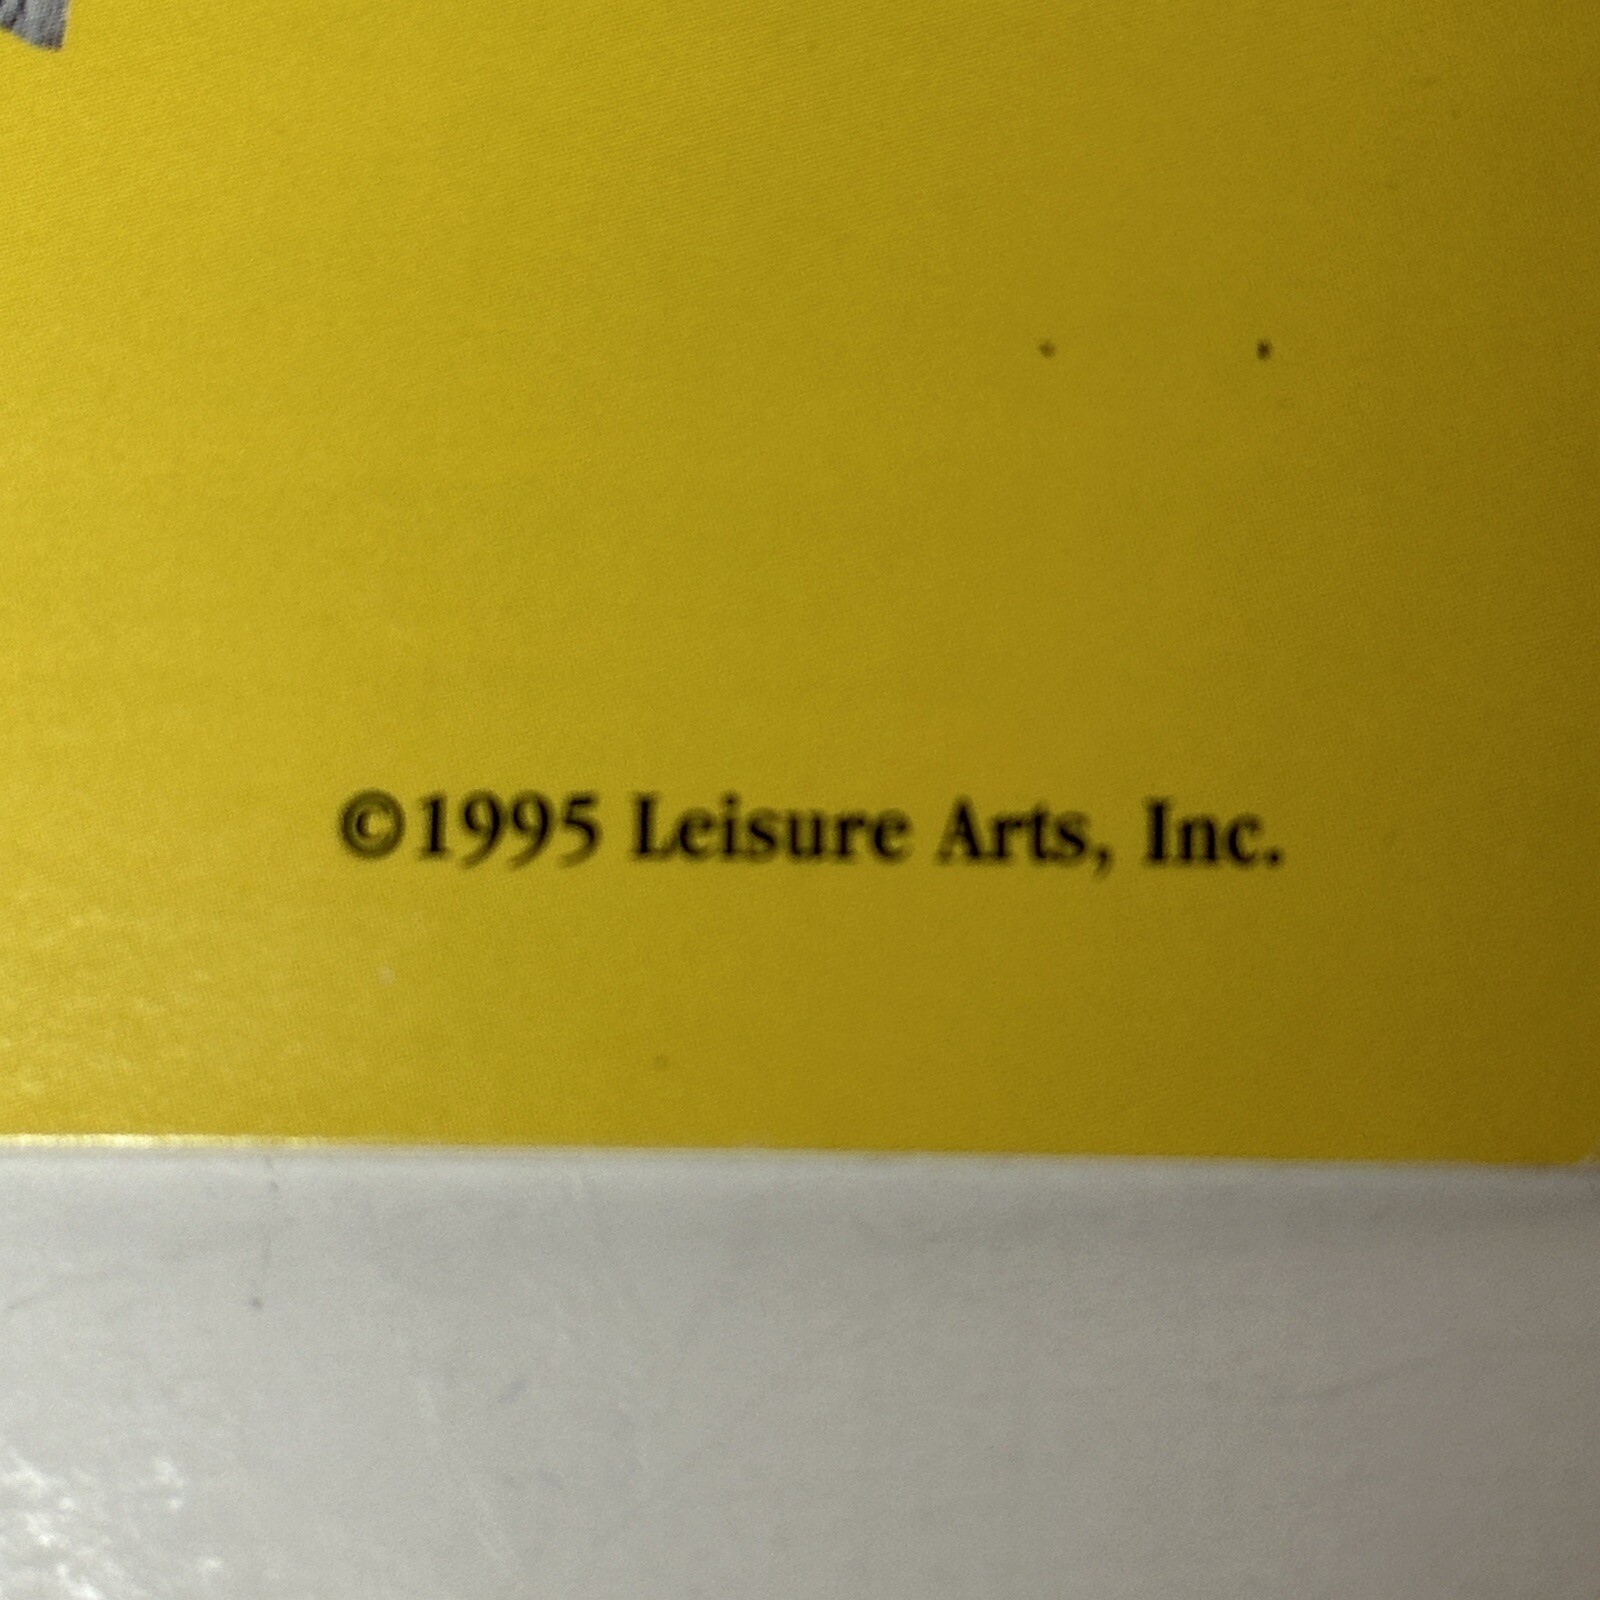 ©1995 Leisure Arts, Inc.